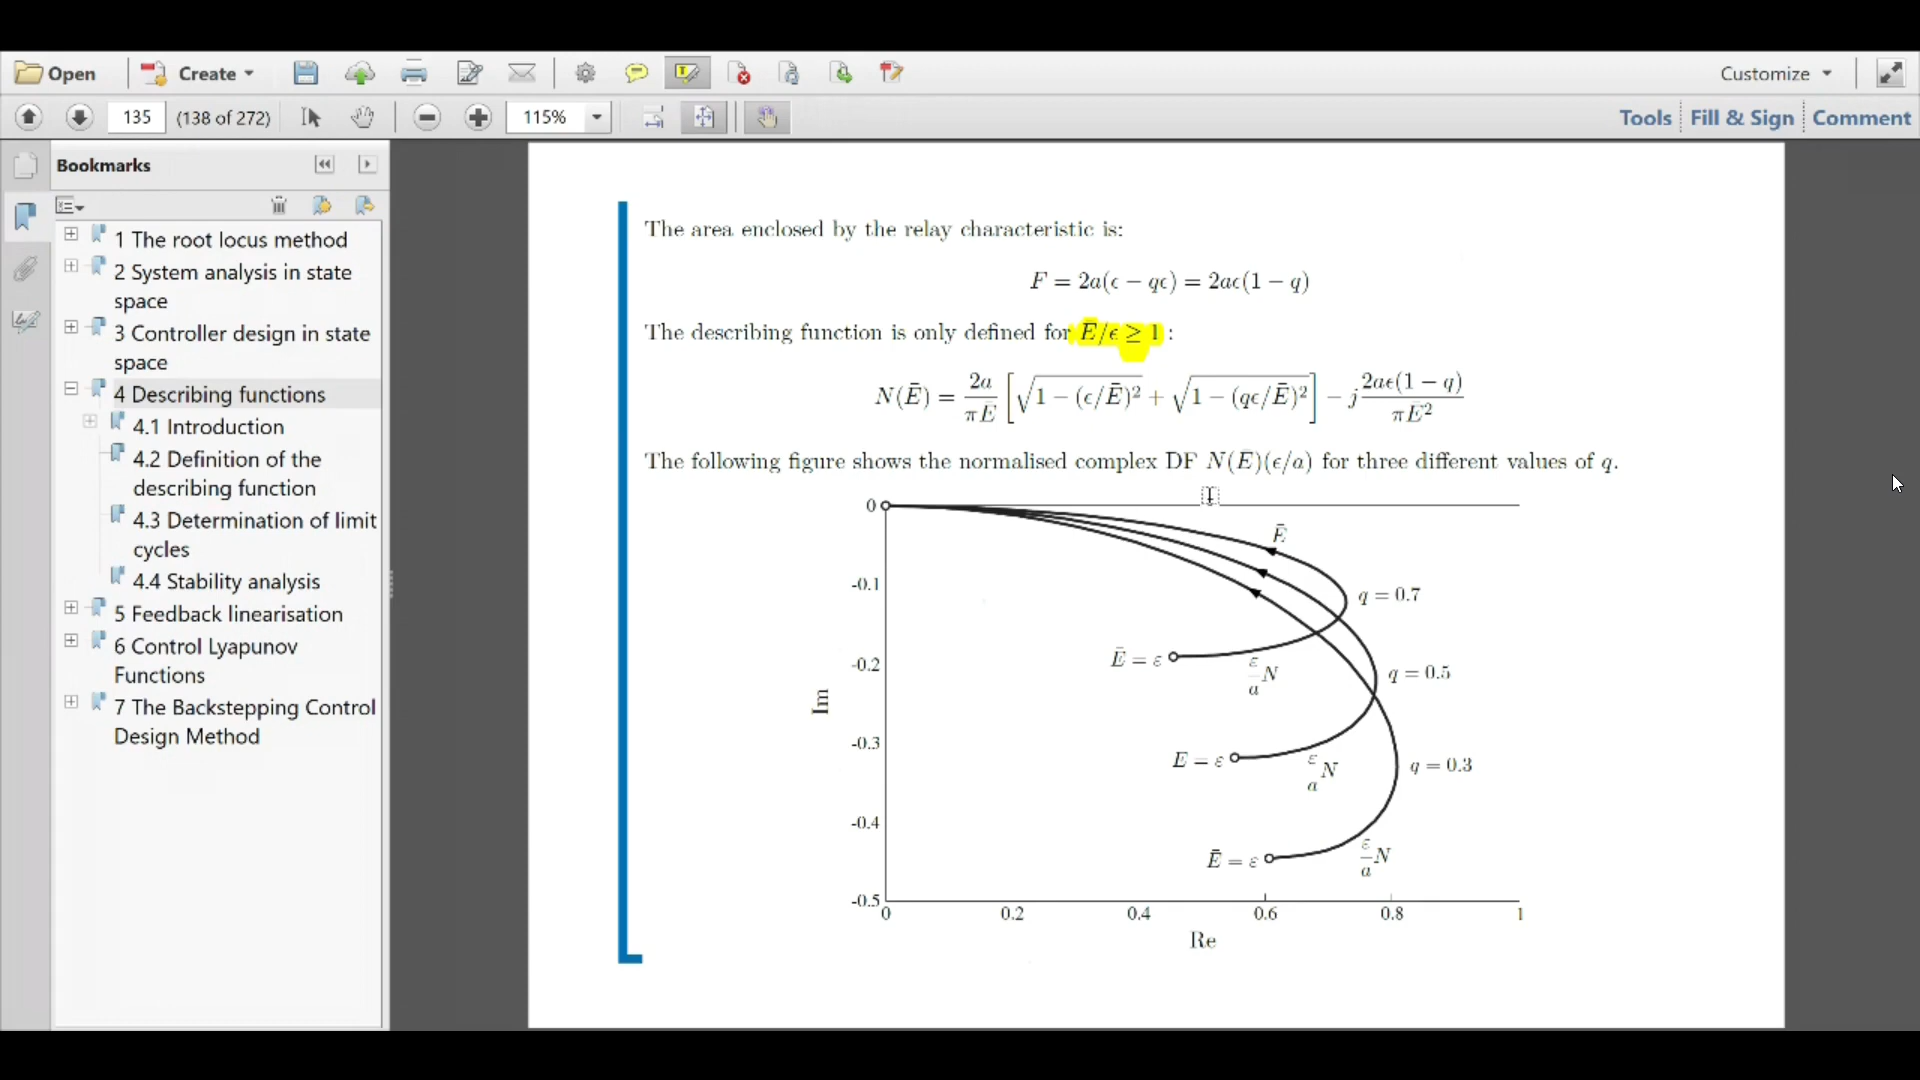 Open
Create
Customize
135
(138 of 272)
115%
Tools
Fill & Sign
Comment
Bookmarks
1 The root locus method
2 System analysis in state
space
3 Controller design in state
space
4 Describing functions
4.1 Introduction
4.2 Definition of the
describing function
4.3 Determination of limit
cycles
4.4 Stability analysis
5 Feedback linearisation
6 Control Lyapunov
Functions
7 The Backstepping Control
Design Method
The area enclosed by the relay characteristic is:
F = 2a(ϵ − qϵ) = 2aϵ(1 − q)
The describing function is only defined for Ē/ϵ ≥ 1 :
N(Ē) = 2a/πĒ [√1 − (ϵ/Ē)² + √1 − (qϵ/Ē)²] − j 2aϵ(1 − q)/πĒ²
The following figure shows the normalised complex DF N(Ē)(ϵ/a) for three different values of q.
0
Ē
-0.1
q = 0.7
Ē = ε
ε/a N
-0.2
q = 0.5
Im
-0.3
E = ε
ε/a N
q = 0.3
-0.4
Ē = ε
ε/a N
-0.5
0
0.2
0.4
0.6
0.8
1
Re